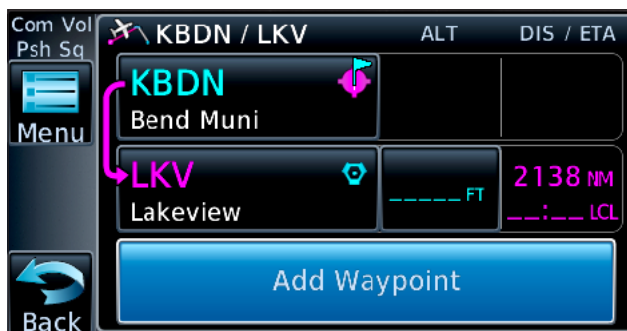 Com Vol
Psh Sq
KBDN / LKV
ALT
DIS / ETA
Menu
KBDN
Bend Muni
LKV
Lakeview
_____ FT
2138 NM
__:__ LCL
Add Waypoint
Back